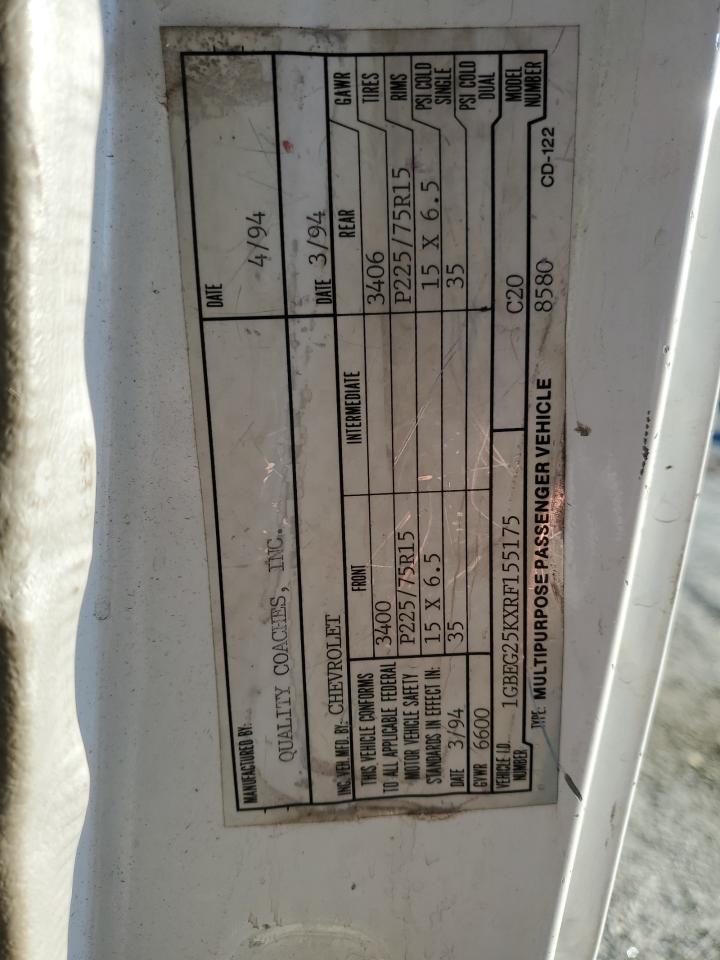 MANUFACTURED BY: DATE
QUALITY COACHES, INC. 4/94
INC. VEH. MFD. BY: CHEVROLET DATE 3/94
THIS VEHICLE CONFORMS TO ALL APPLICABLE FEDERAL MOTOR VEHICLE SAFETY STANDARDS IN EFFECT IN:
DATE 3/94
FRONT INTERMEDIATE REAR GAWR
3400 3406 TIRES
P225/75R15 P225/75R15 RIMS
15 X 6.5 15 X 6.5 PSI COLD SINGLE
35 35 PSI COLD DUAL
GVWR 6600
VEHICLE I.D. NUMBER 1GBEG25KXRF155175 C20 MODEL NUMBER
TYPE: MULTIPURPOSE PASSENGER VEHICLE 8580 CD-122